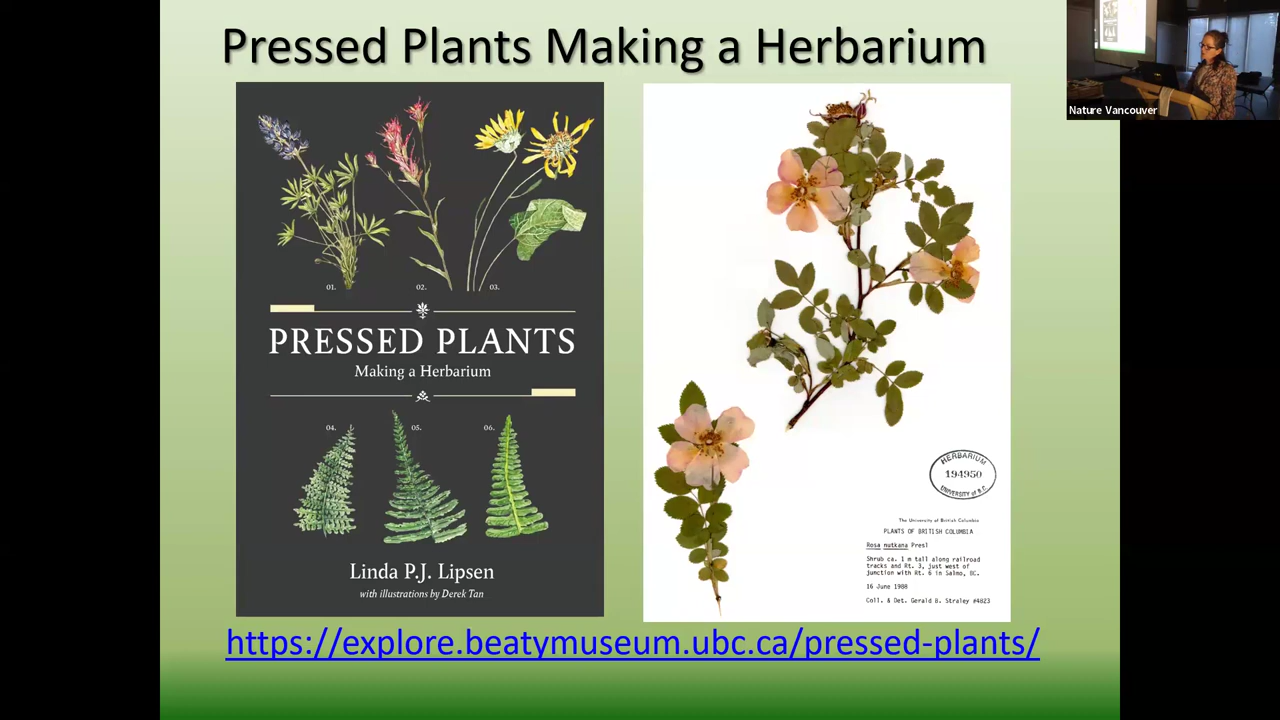 Pressed Plants Making a Herbarium
Nature Vancouver
01.
02.
03.
PRESSED PLANTS
Making a Herbarium
04.
05.
06.
Linda P.J. Lipsen
with illustrations by Derek Tan
HERBARIUM
194950
UNIVERSITY of B.C.
The University of British Columbia
PLANTS OF BRITISH COLUMBIA
Rosa nutkana Presl
Shrub ca. 1 m tall along railroad
tracks and Rt. 3, just west of
junction with Rt. 6 in Salmo, BC.
16 June 1988
Coll. & Det. Gerald B. Straley #4823
https://explore.beatymuseum.ubc.ca/pressed-plants/